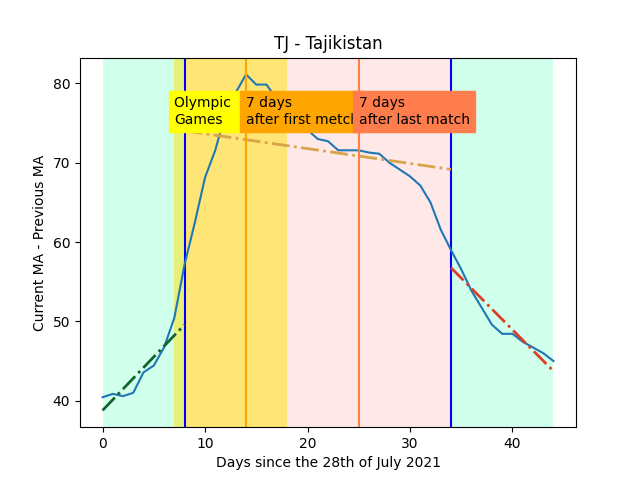 TJ - Tajikistan
Current MA - Previous MA
80
70
60
50
40
Olympic
Games
7 days
after first metch
7 days
after last match
0
10
20
30
40
Days since the 28th of July 2021